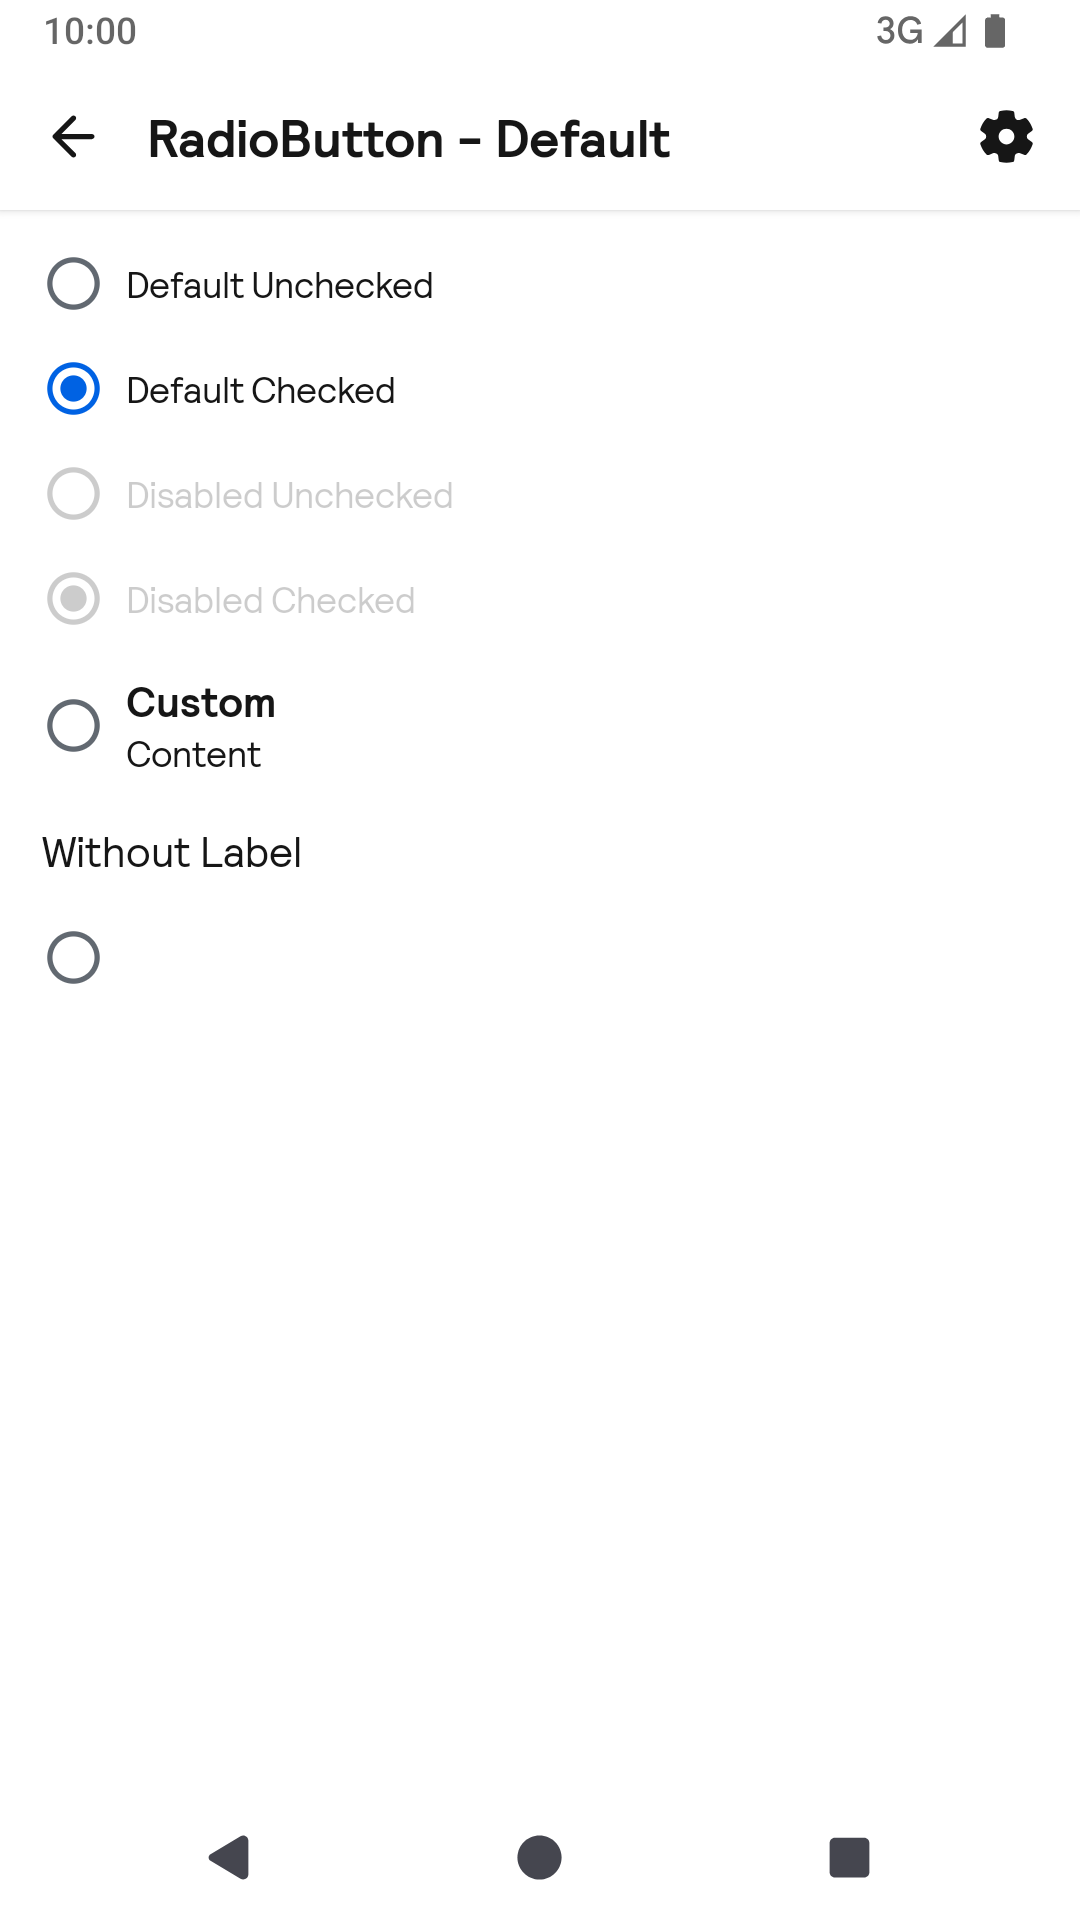 10:00 3G
RadioButton - Default
Default Unchecked
Default Checked
Disabled Unchecked
Disabled Checked
Custom
Content
Without Label